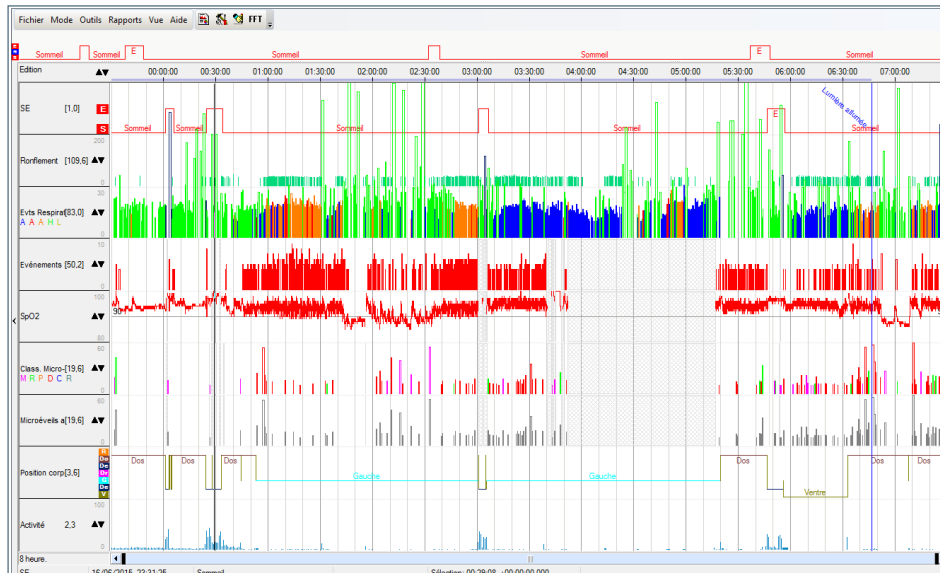 Fichier Mode Outils Rapports Vue Aide FFT
Sommeil Sommeil E Sommeil Sommeil E Sommeil
Edition 00:00:00 00:30:00 01:00:00 01:30:00 02:00:00 02:30:00 03:00:00 03:30:00 04:00:00 04:30:00 05:00:00 05:30:00 06:00:00 06:30:00 07:00:00
Lumière allumée
SE [1,0] E
S Sommeil Sommeil Sommeil Sommeil E Sommeil
200
Ronflement [109,6]
0
30
Evts Respirat[83,0]
A A A H L
0
10
Evénements [50,2]
0
100
90
SpO2
80
60
Class. Micro-[19,6]
M R P D C R
0
60
Microéveils a[19,6]
0
Dos Dos Dos Dos Dos Dos
Position corp[3,6] Gauche Gauche
Ventre
100
Activité 2,3
0
8 heure.
SE 16/06/2015 23:31:25 Sommeil Sélection: 00:29:08 +00:00:00.000